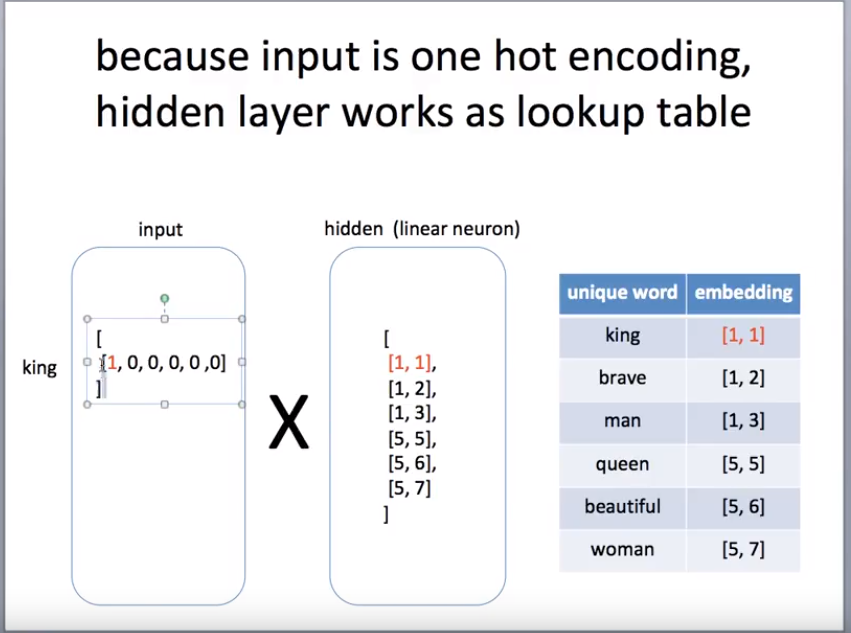 because input is one hot encoding,
hidden layer works as lookup table
input
hidden (linear neuron)
king
[
[1, 0, 0, 0, 0 ,0]
]
X
[
[1, 1],
[1, 2],
[1, 3],
[5, 5],
[5, 6],
[5, 7]
]
unique word embedding
king [1, 1]
brave [1, 2]
man [1, 3]
queen [5, 5]
beautiful [5, 6]
woman [5, 7]